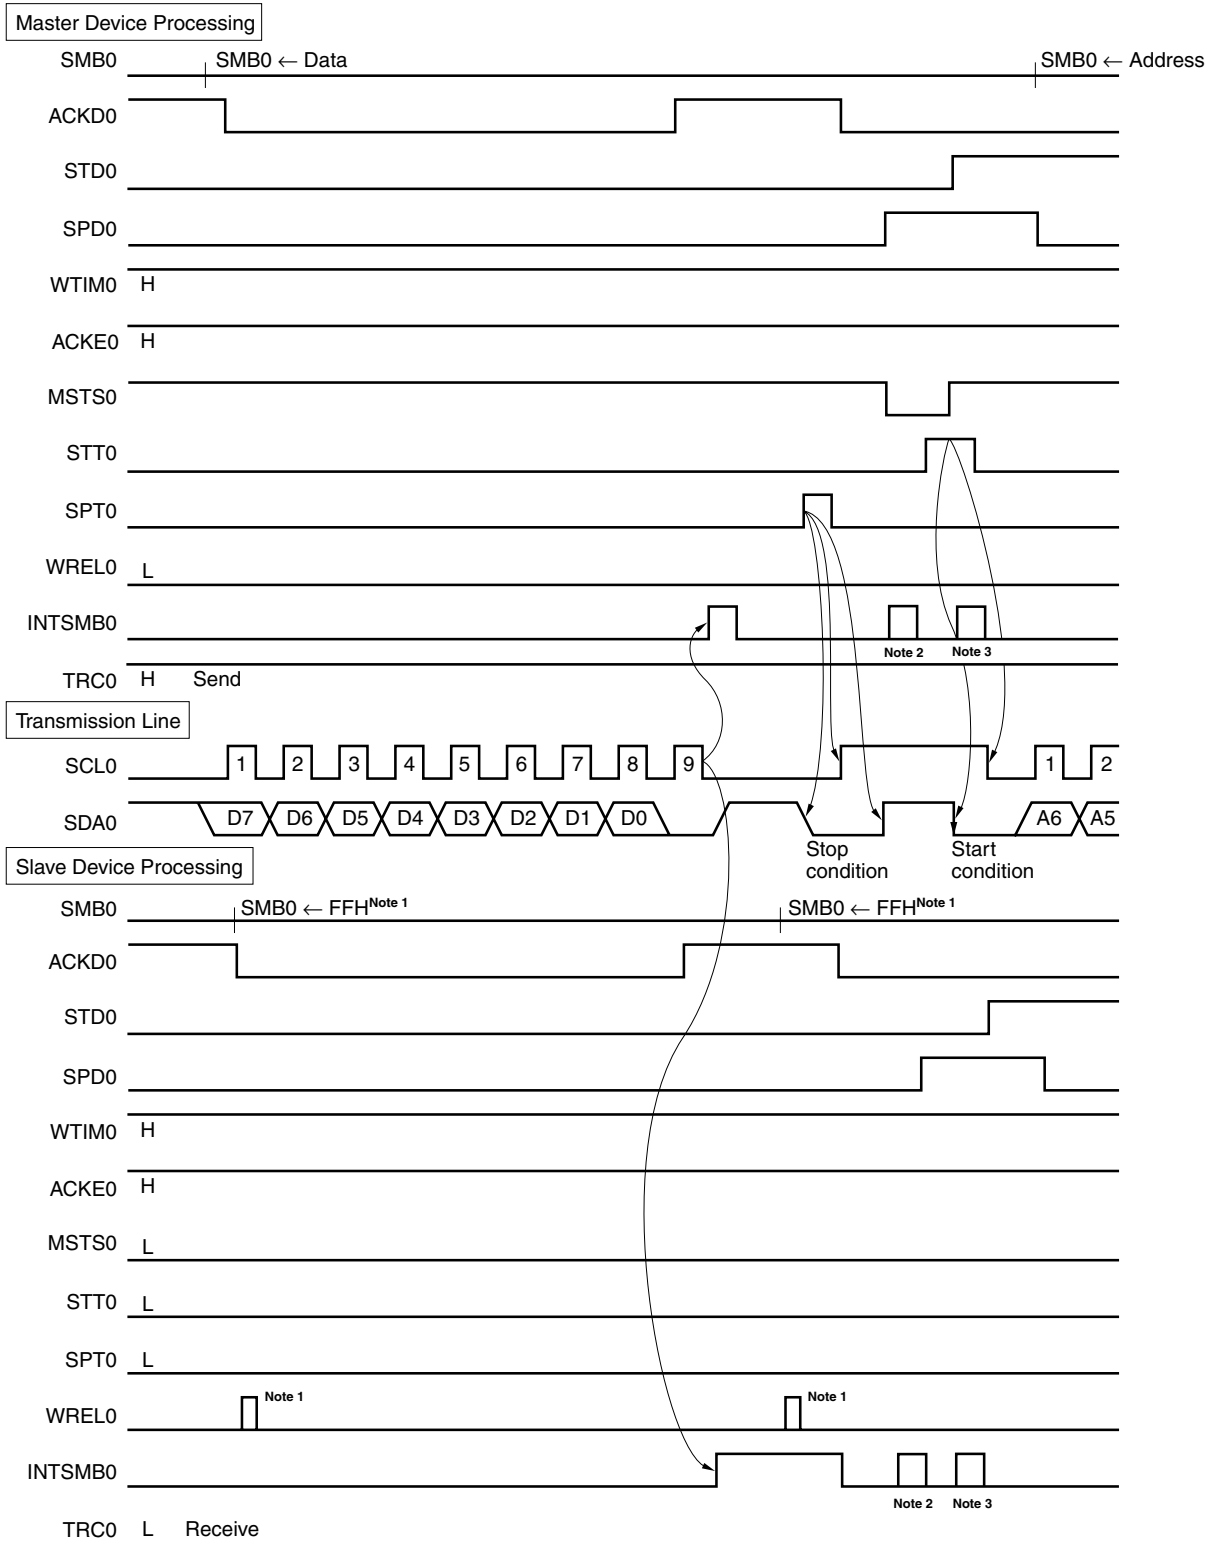 Master Device Processing
SMB0 SMB0 ← Data SMB0 ← Address
ACKD0
STD0
SPD0
WTIM0 H
ACKE0 H
MSTS0
STT0
SPT0
WREL0 L
INTSMB0
Note 2 Note 3
TRC0 H Send
Transmission Line
SCL0 1 2 3 4 5 6 7 8 9 1 2
SDA0 D7 D6 D5 D4 D3 D2 D1 D0 A6 A5
Stop condition
Start condition
Slave Device Processing
SMB0 SMB0 ← FFH Note 1 SMB0 ← FFH Note 1
ACKD0
STD0
SPD0
WTIM0 H
ACKE0 H
MSTS0 L
STT0 L
SPT0 L
WREL0 Note 1 Note 1
INTSMB0
Note 2 Note 3
TRC0 L Receive